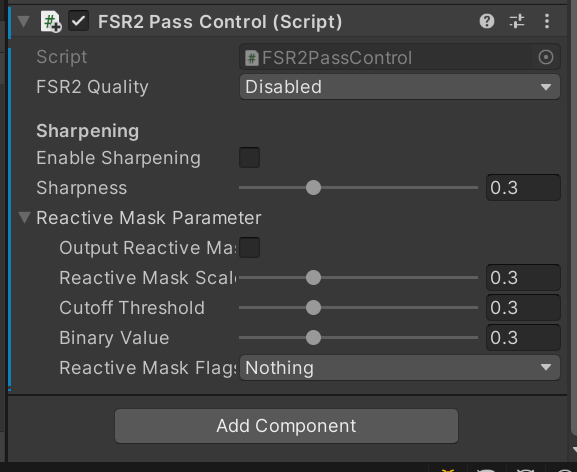 FSR2 Pass Control (Script)
Script FSR2PassControl
FSR2 Quality Disabled
Sharpening
Enable Sharpening
Sharpness 0.3
Reactive Mask Parameter
Output Reactive Mas
Reactive Mask Scale 0.3
Cutoff Threshold 0.3
Binary Value 0.3
Reactive Mask Flags Nothing
Add Component